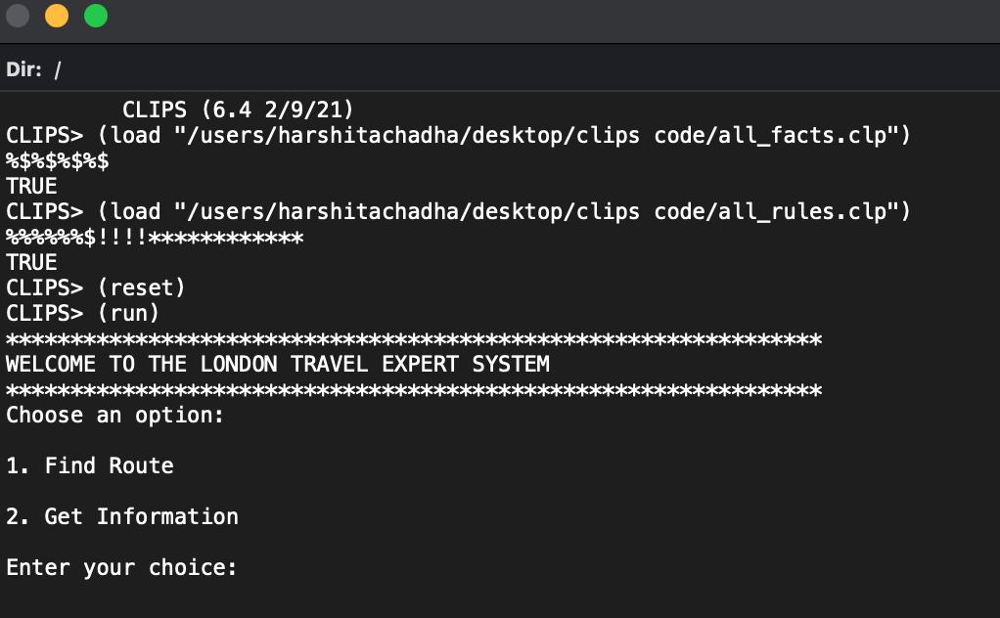 Dir: /
CLIPS (6.4 2/9/21)
CLIPS> (load "/users/harshitachadha/desktop/clips code/all_facts.clp")
%$%$%$%$
TRUE
CLIPS> (load "/users/harshitachadha/desktop/clips code/all_rules.clp")
%%%%%%$!!!!************
TRUE
CLIPS> (reset)
CLIPS> (run)
***************************************************************
WELCOME TO THE LONDON TRAVEL EXPERT SYSTEM
***************************************************************
Choose an option:
1. Find Route
2. Get Information
Enter your choice: